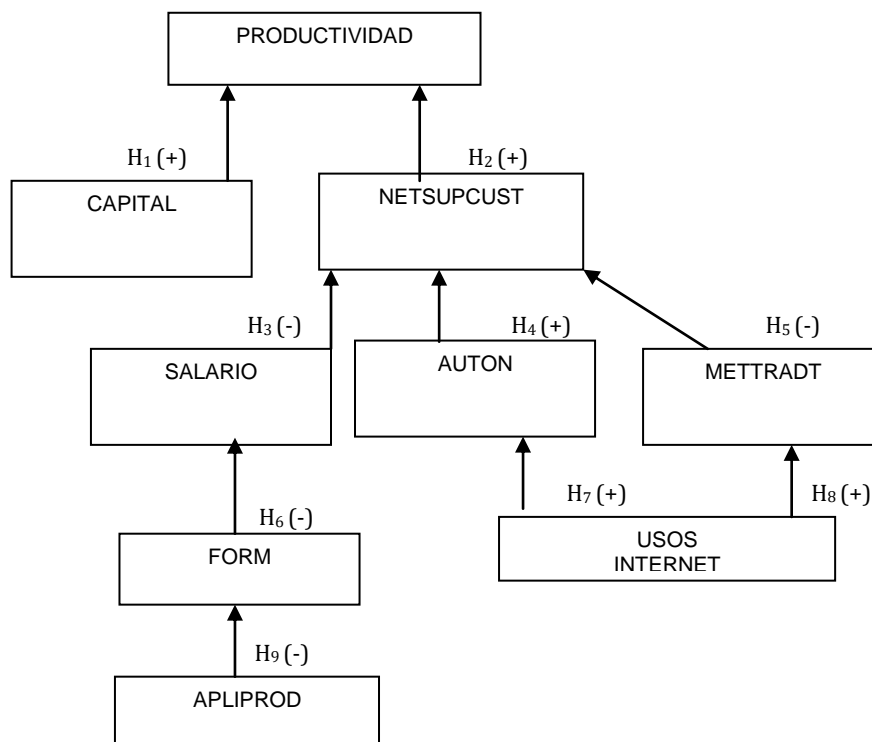 PRODUCTIVIDAD
H₁ (+)
H₂ (+)
CAPITAL
NETSUPCUST
H₃ (-)
H₄ (+)
H₅ (-)
SALARIO
AUTON
METTRADT
H₆ (-)
H₇ (+)
H₈ (+)
FORM
USOS
INTERNET
H₉ (-)
APLIPROD